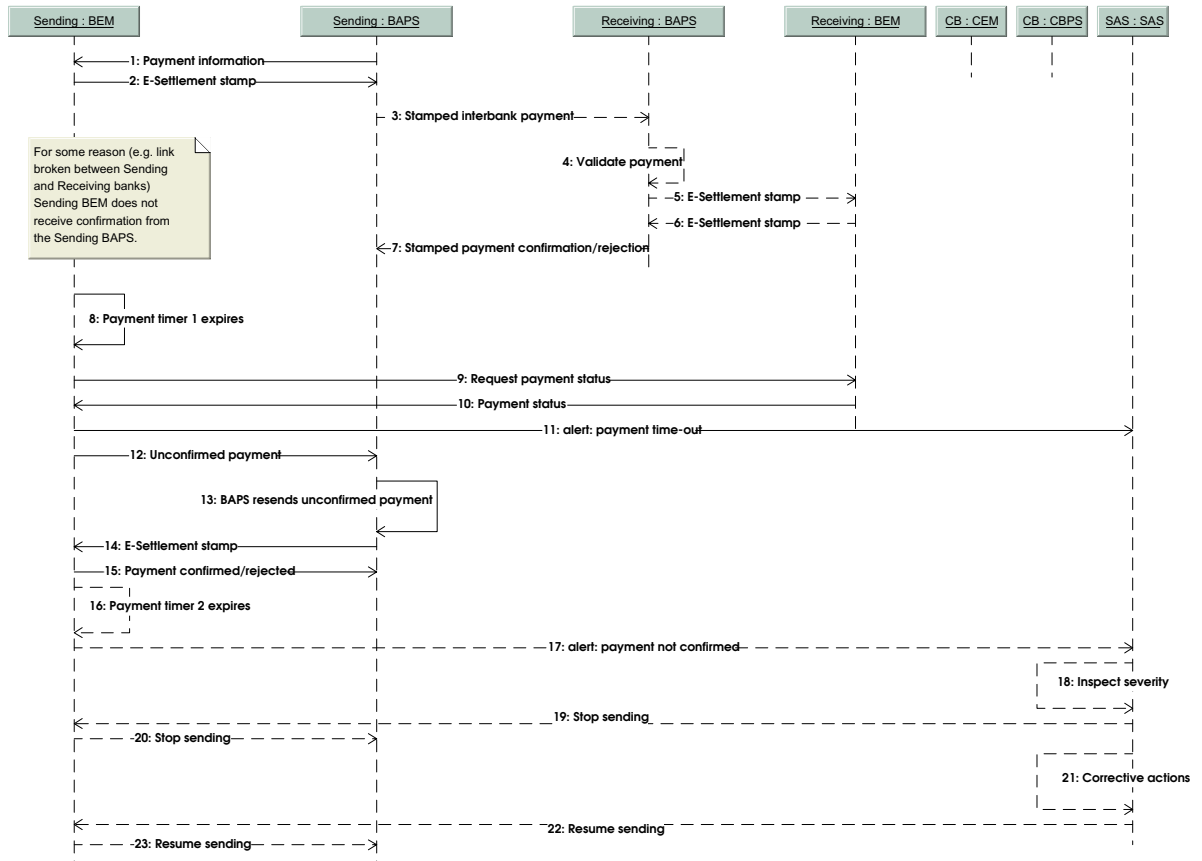 Sending : BEM
Sending : BAPS
Receiving : BAPS
Receiving : BEM
CB : CEM
CB : CBPS
SAS : SAS
1: Payment information
2: E-Settlement stamp
3: Stamped interbank payment
For some reason (e.g. link
broken between Sending
and Receiving banks)
Sending BEM does not
receive confirmation from
the Sending BAPS.
4: Validate payment
5: E-Settlement stamp
6: E-Settlement stamp
7: Stamped payment confirmation/rejection
8: Payment timer 1 expires
9: Request payment status
10: Payment status
11: alert: payment time-out
12: Unconfirmed payment
13: BAPS resends unconfirmed payment
14: E-Settlement stamp
15: Payment confirmed/rejected
16: Payment timer 2 expires
17: alert: payment not confirmed
18: Inspect severity
19: Stop sending
20: Stop sending
21: Corrective actions
22: Resume sending
23: Resume sending